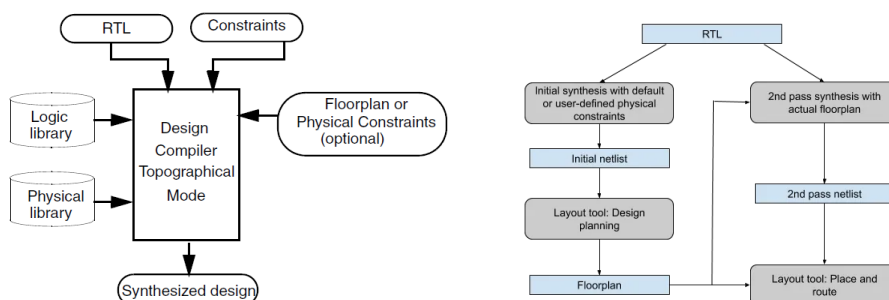 RTL
Constraints
Logic
library
Physical
library
Design
Compiler
Topographical
Mode
Floorplan or
Physical Constraints
(optional)
Synthesized design
RTL
Initial synthesis with default
or user-defined physical
constraints
2nd pass synthesis with
actual floorplan
Initial netlist
2nd pass netlist
Layout tool: Design
planning
Floorplan
Layout tool: Place and
route